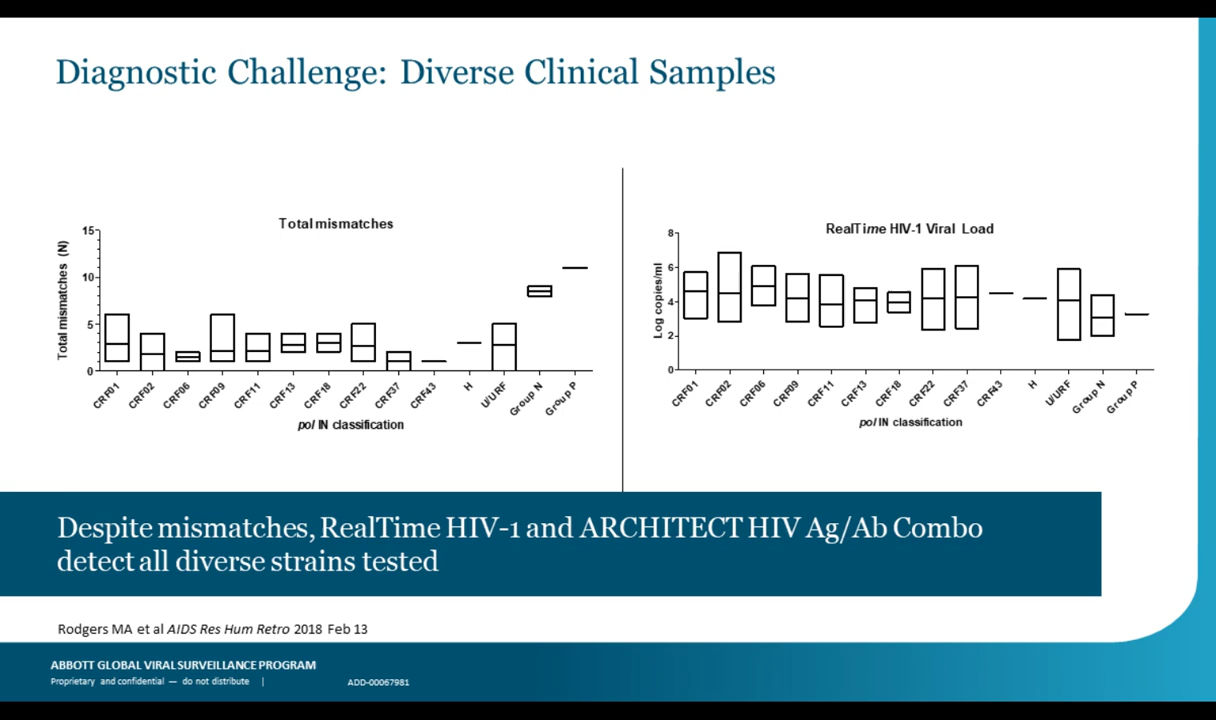 Diagnostic Challenge: Diverse Clinical Samples
Total mismatches
Total mismatches (N)
15
10
5
0
CRF01
CRF02
CRF06
CRF09
CRF11
CRF13
CRF18
CRF22
CRF37
CRF43
H
U/URF
Group N
Group P
pol IN classification
RealTime HIV-1 Viral Load
Log copies/ml
8
6
4
2
0
CRF01
CRF02
CRF06
CRF09
CRF11
CRF13
CRF18
CRF22
CRF37
CRF43
H
U/URF
Group N
Group P
pol IN classification
Despite mismatches, RealTime HIV-1 and ARCHITECT HIV Ag/Ab Combo
detect all diverse strains tested
Rodgers MA et al AIDS Res Hum Retro 2018 Feb 13
ABBOTT GLOBAL VIRAL SURVEILLANCE PROGRAM
Proprietary and confidential — do not distribute | ADD-00067981